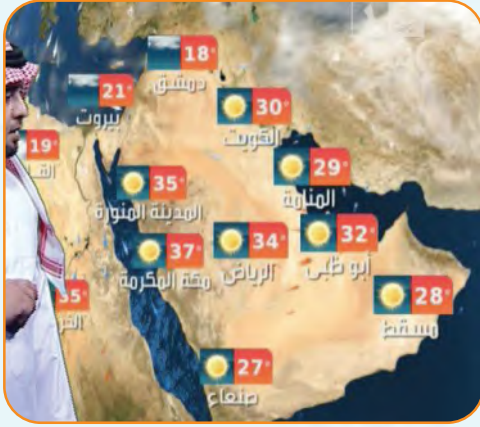 18°
دمشق
21°
بيروت
30°
الكويت
19°
29°
المنامة
35°
المدينة المنورة
32°
أبو ظبي
34°
الرياض
37°
مكة المكرمة
28°
مسقط
35°
27°
صنعاء